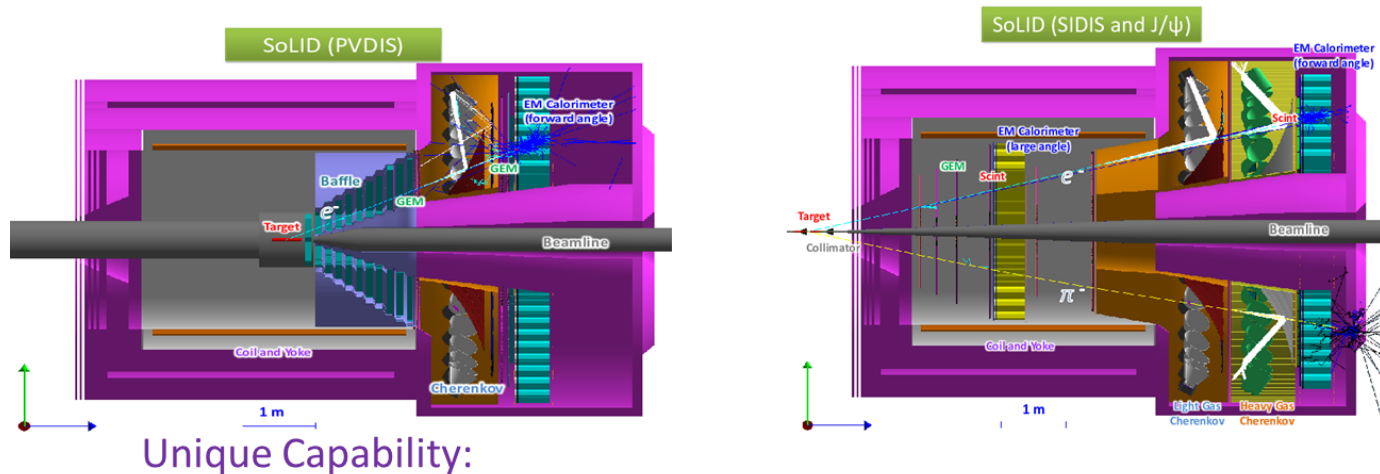 SoLID (PVDIS)
EM Calorimeter
(forward angle)
Baffle
GEM
GEM
e⁻
Target
Beamline
Coil and Yoke
Cherenkov
1 m
SoLID (SIDIS and J/ψ)
EM Calorimeter
(forward angle)
Scint
EM Calorimeter
(large angle)
GEM
Scint
e⁻
Target
Collimator
Beamline
π⁻
Coil and Yoke
Light Gas
Cherenkov
Heavy Gas
Cherenkov
1 m
Unique Capability: